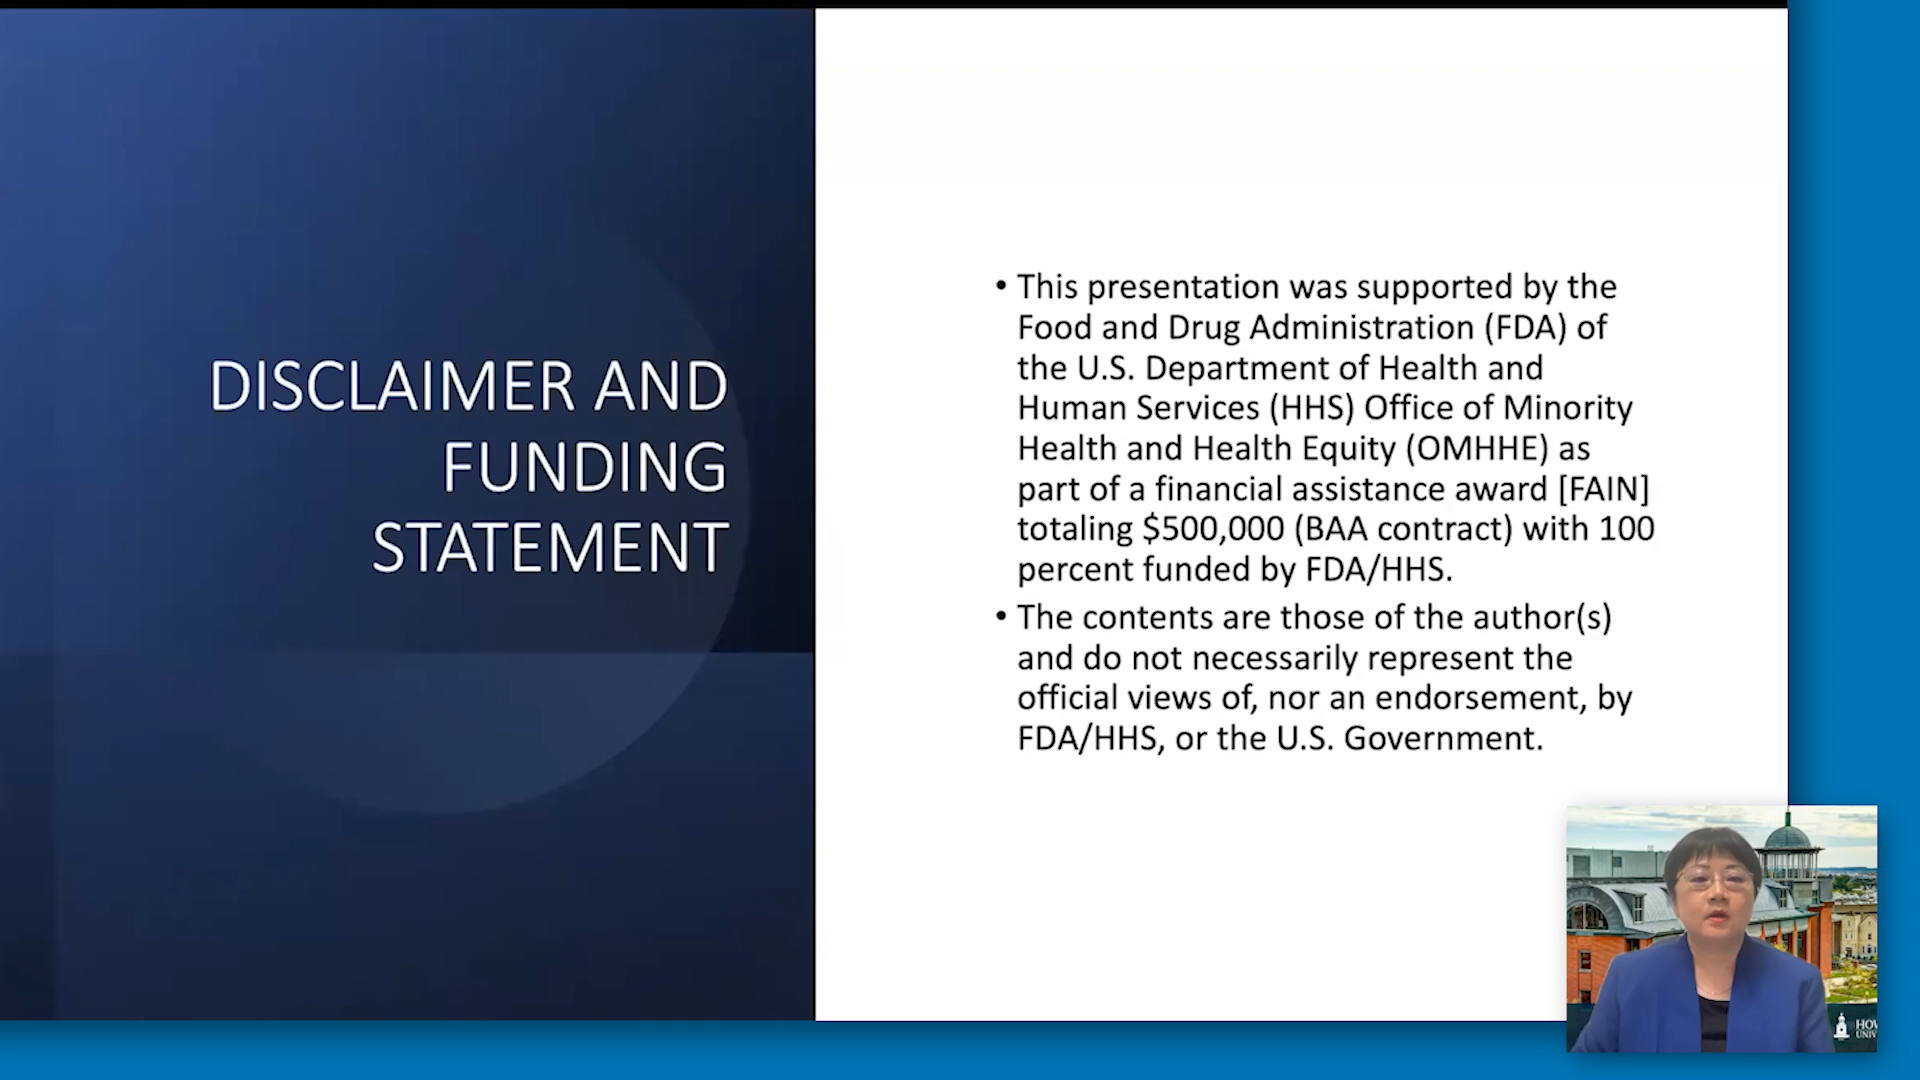 DISCLAIMER AND
FUNDING
STATEMENT
• This presentation was supported by the
Food and Drug Administration (FDA) of
the U.S. Department of Health and
Human Services (HHS) Office of Minority
Health and Health Equity (OMHHE) as
part of a financial assistance award [FAIN]
totaling $500,000 (BAA contract) with 100
percent funded by FDA/HHS.
• The contents are those of the author(s)
and do not necessarily represent the
official views of, nor an endorsement, by
FDA/HHS, or the U.S. Government.